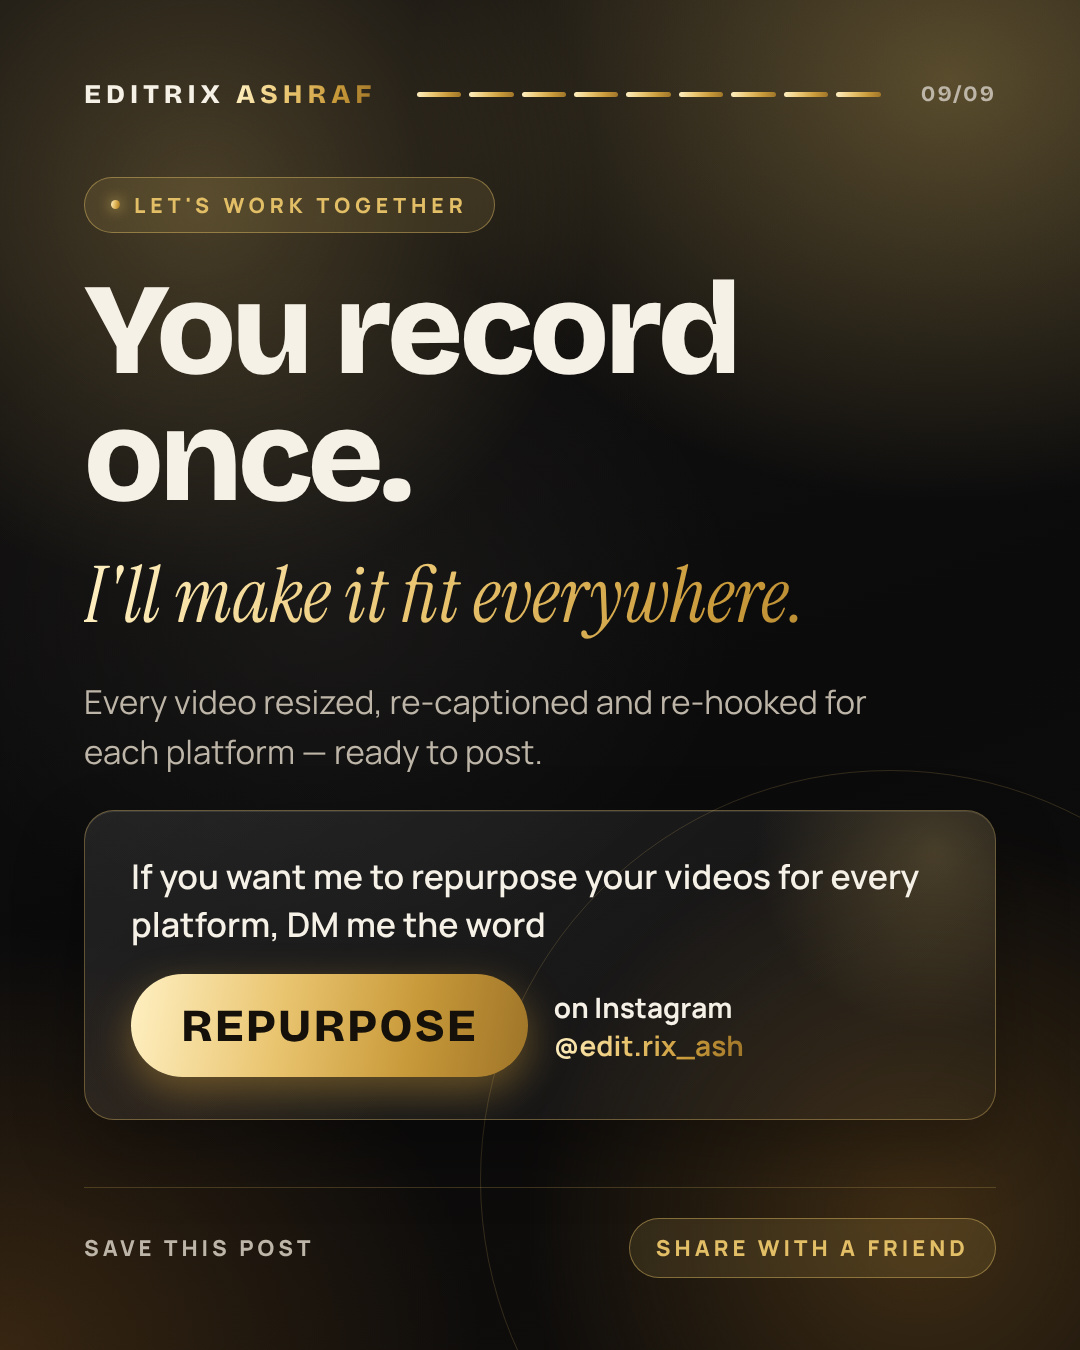 EDITRIX ASHRAF
09/09
LET'S WORK TOGETHER
You record
once.
I'll make it fit everywhere.
Every video resized, re-captioned and re-hooked for
each platform — ready to post.
If you want me to repurpose your videos for every
platform, DM me the word
REPURPOSE
on Instagram
@edit.rix_ash
SAVE THIS POST
SHARE WITH A FRIEND